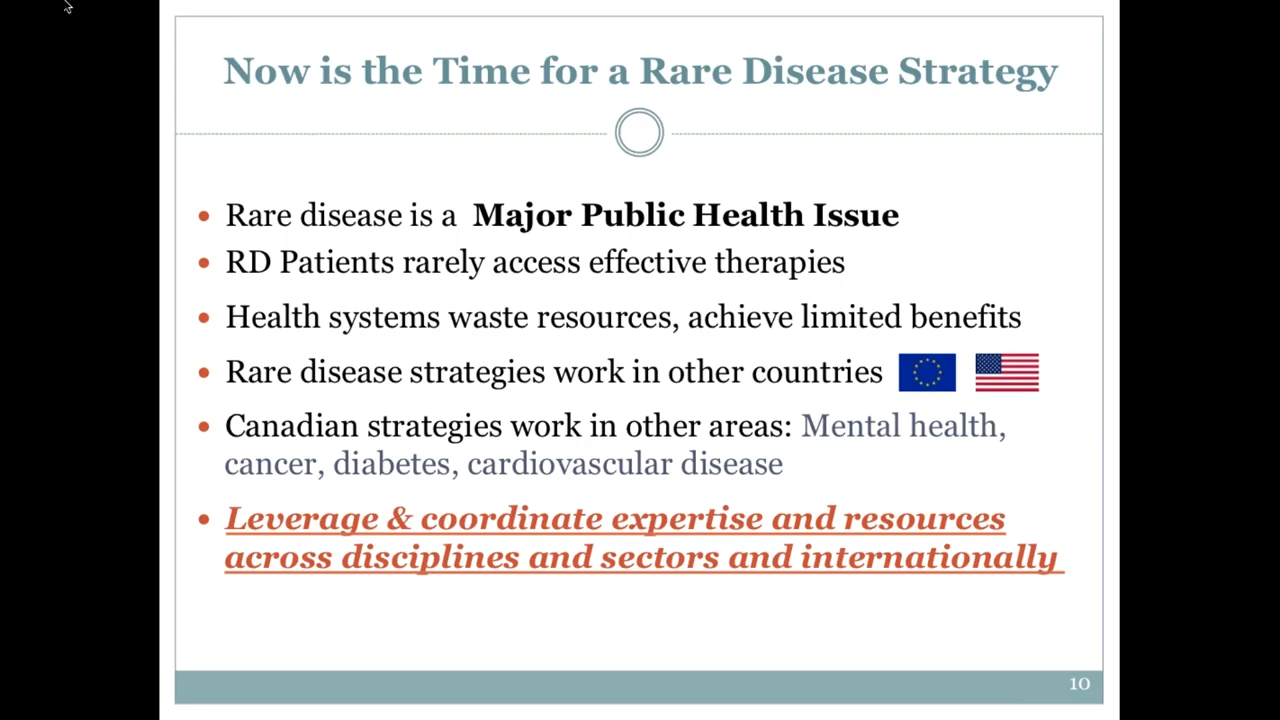 Now is the Time for a Rare Disease Strategy
• Rare disease is a Major Public Health Issue
• RD Patients rarely access effective therapies
• Health systems waste resources, achieve limited benefits
• Rare disease strategies work in other countries
• Canadian strategies work in other areas: Mental health,
cancer, diabetes, cardiovascular disease
• Leverage & coordinate expertise and resources
across disciplines and sectors and internationally
10